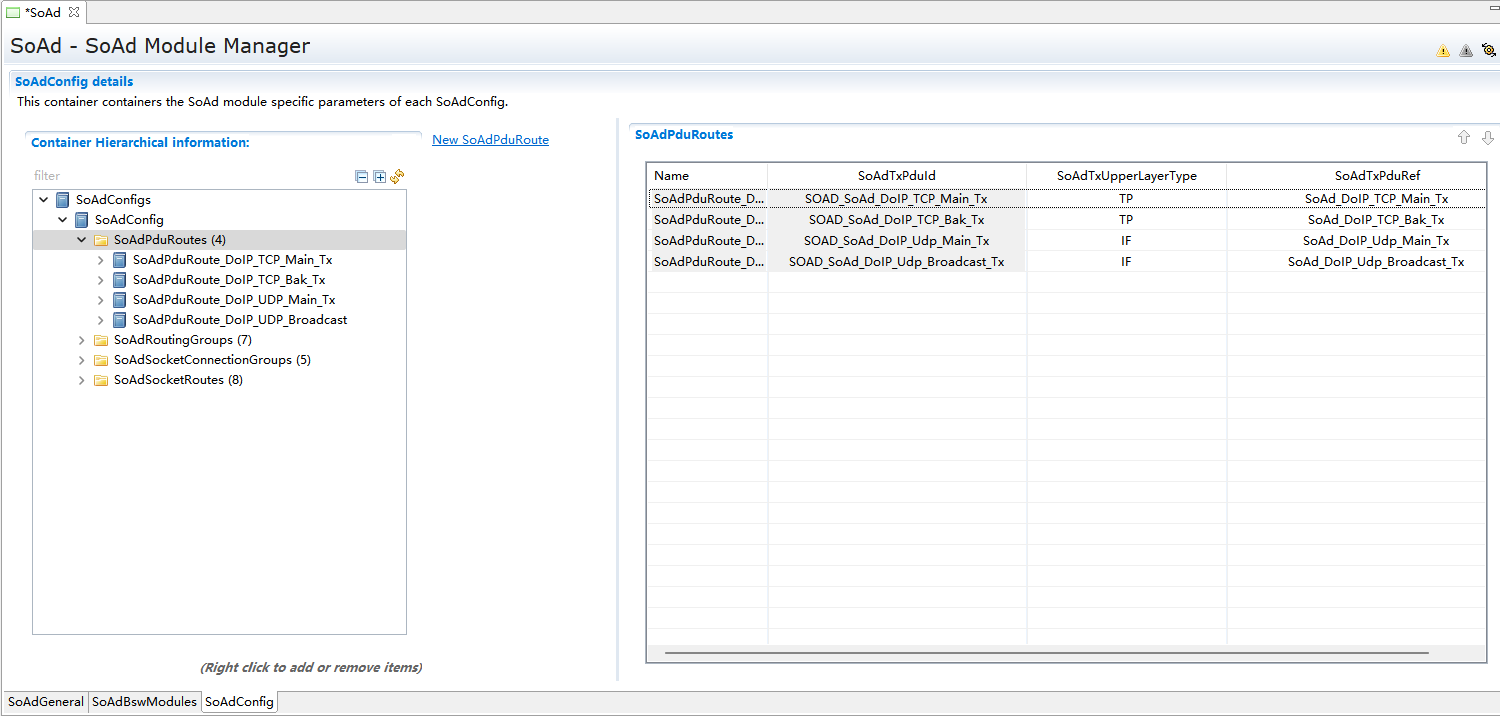 *SoAd
SoAd - SoAd Module Manager
SoAdConfig details
This container containers the SoAd module specific parameters of each SoAdConfig.
Container Hierarchical information:
New SoAdPduRoute
filter
SoAdConfigs
SoAdConfig
SoAdPduRoutes (4)
SoAdPduRoute_DoIP_TCP_Main_Tx
SoAdPduRoute_DoIP_TCP_Bak_Tx
SoAdPduRoute_DoIP_UDP_Main_Tx
SoAdPduRoute_DoIP_UDP_Broadcast
SoAdRoutingGroups (7)
SoAdSocketConnectionGroups (5)
SoAdSocketRoutes (8)
(Right click to add or remove items)
SoAdPduRoutes
Name SoAdTxPduId SoAdTxUpperLayerType SoAdTxPduRef
SoAdPduRoute_D... SOAD_SoAd_DoIP_TCP_Main_Tx TP SoAd_DoIP_TCP_Main_Tx
SoAdPduRoute_D... SOAD_SoAd_DoIP_TCP_Bak_Tx TP SoAd_DoIP_TCP_Bak_Tx
SoAdPduRoute_D... SOAD_SoAd_DoIP_Udp_Main_Tx IF SoAd_DoIP_Udp_Main_Tx
SoAdPduRoute_D... SOAD_SoAd_DoIP_Udp_Broadcast_Tx IF SoAd_DoIP_Udp_Broadcast_Tx
SoAdGeneral SoAdBswModules SoAdConfig